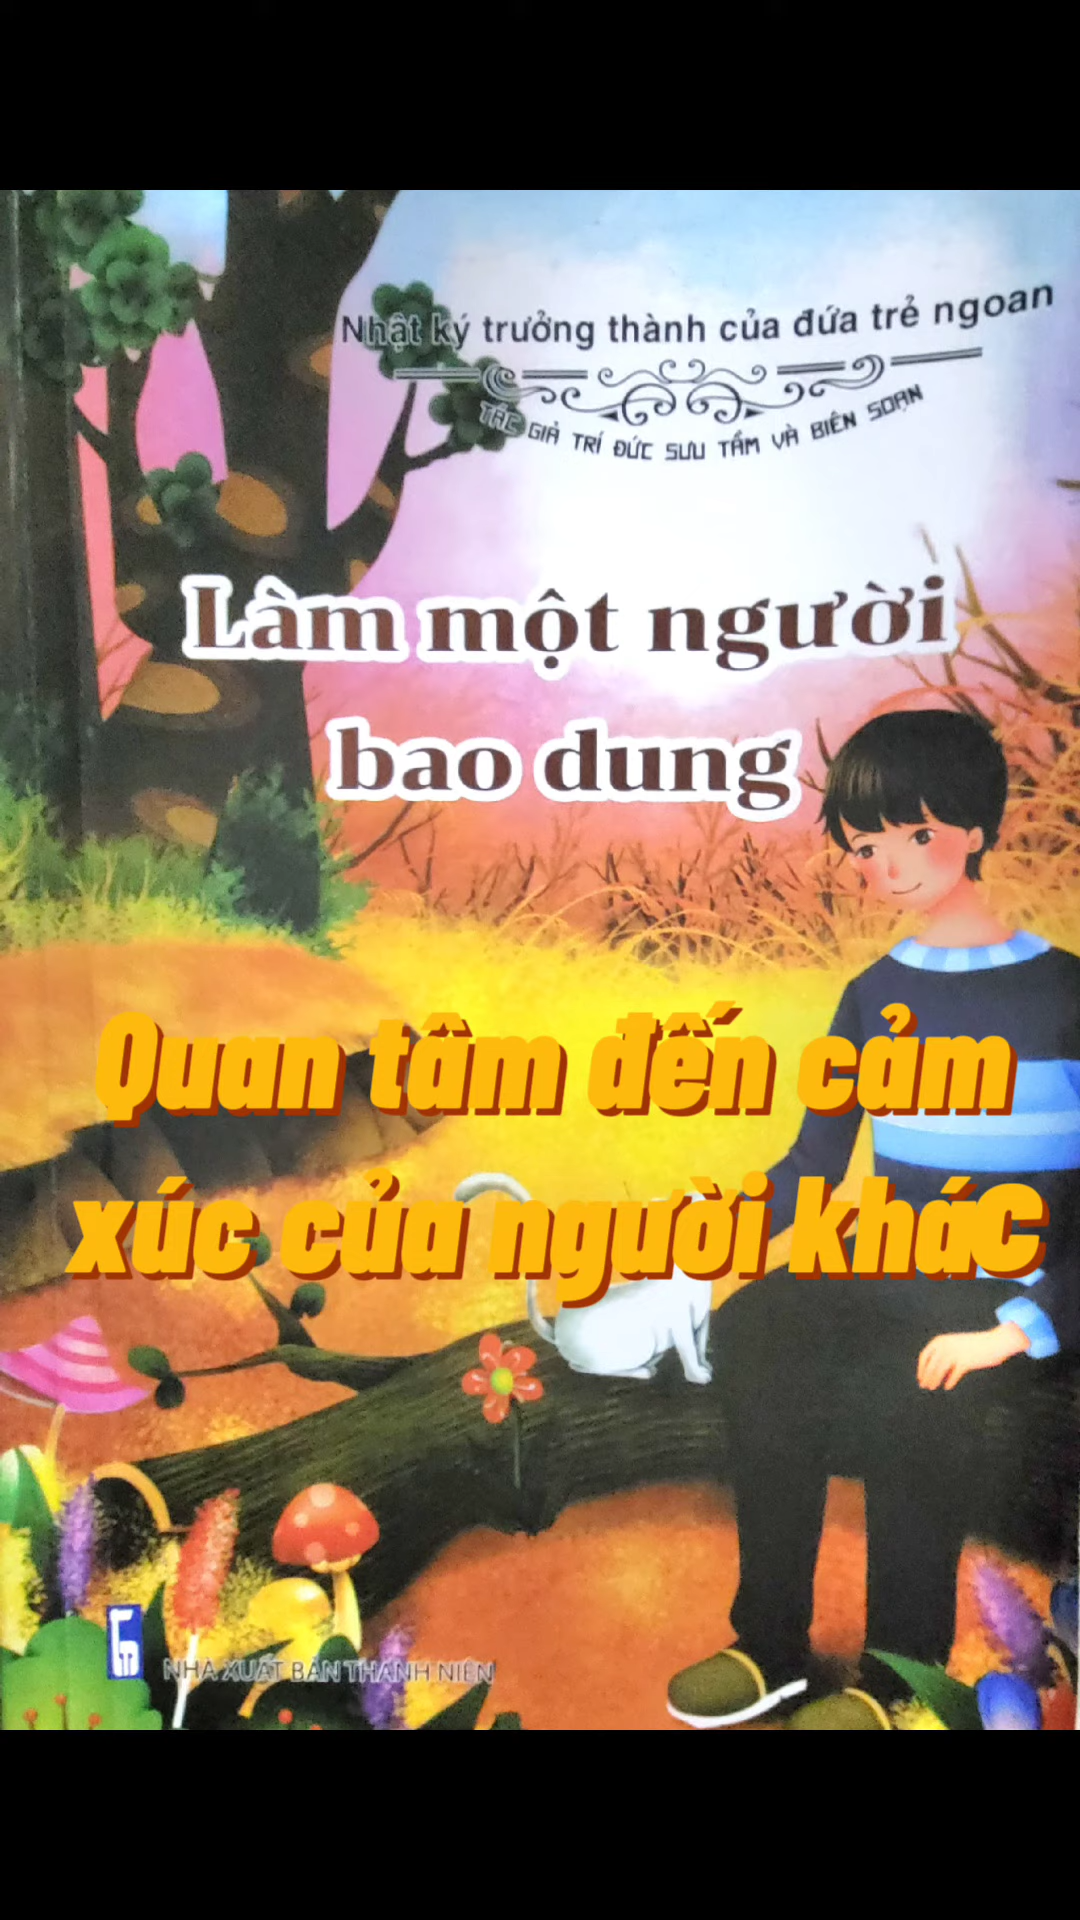 Nhật ký trưởng thành của đứa trẻ ngoan
TÁC GIẢ TRÍ ĐỨC SƯU TẦM VÀ BIÊN SOẠN
Làm một người
bao dung
Quan tâm đến cảm
xúc của người kháC
NHÀ XUẤT BẢN THANH NIÊN